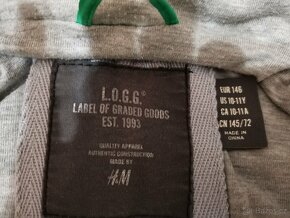 L.O.G.G.®
LABEL OF GRADED GOODS
EST. 1993
QUALITY APPAREL
AUTHENTIC CONSTRUCTION
MADE BY
H&M
EUR 146
US 10-11Y
CA 10-11A
CN 145/72
MADE IN
CHINA